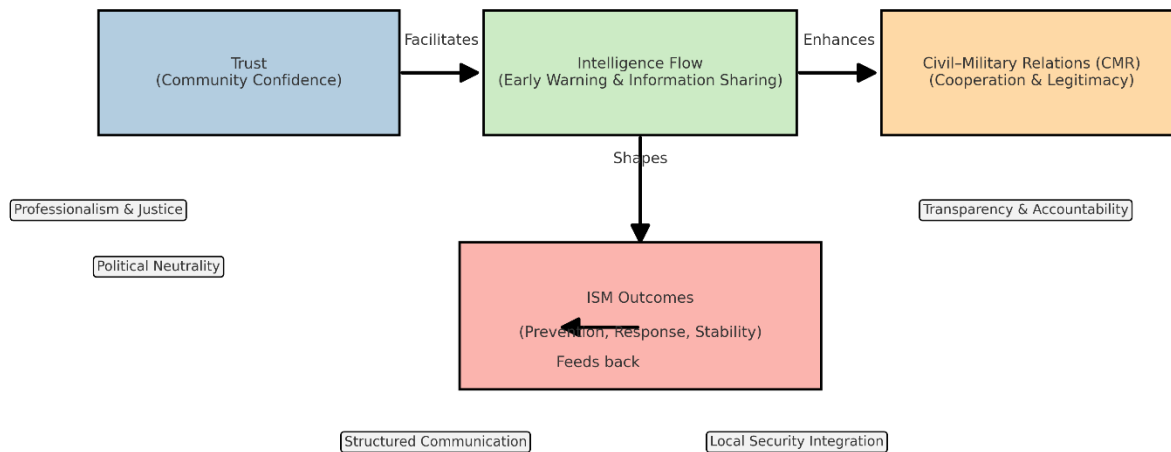 Trust
(Community Confidence)
Facilitates
Intelligence Flow
(Early Warning & Information Sharing)
Enhances
Civil–Military Relations (CMR)
(Cooperation & Legitimacy)
Shapes
Professionalism & Justice
Transparency & Accountability
Political Neutrality
ISM Outcomes
(Prevention, Response, Stability)
Feeds back
Structured Communication
Local Security Integration